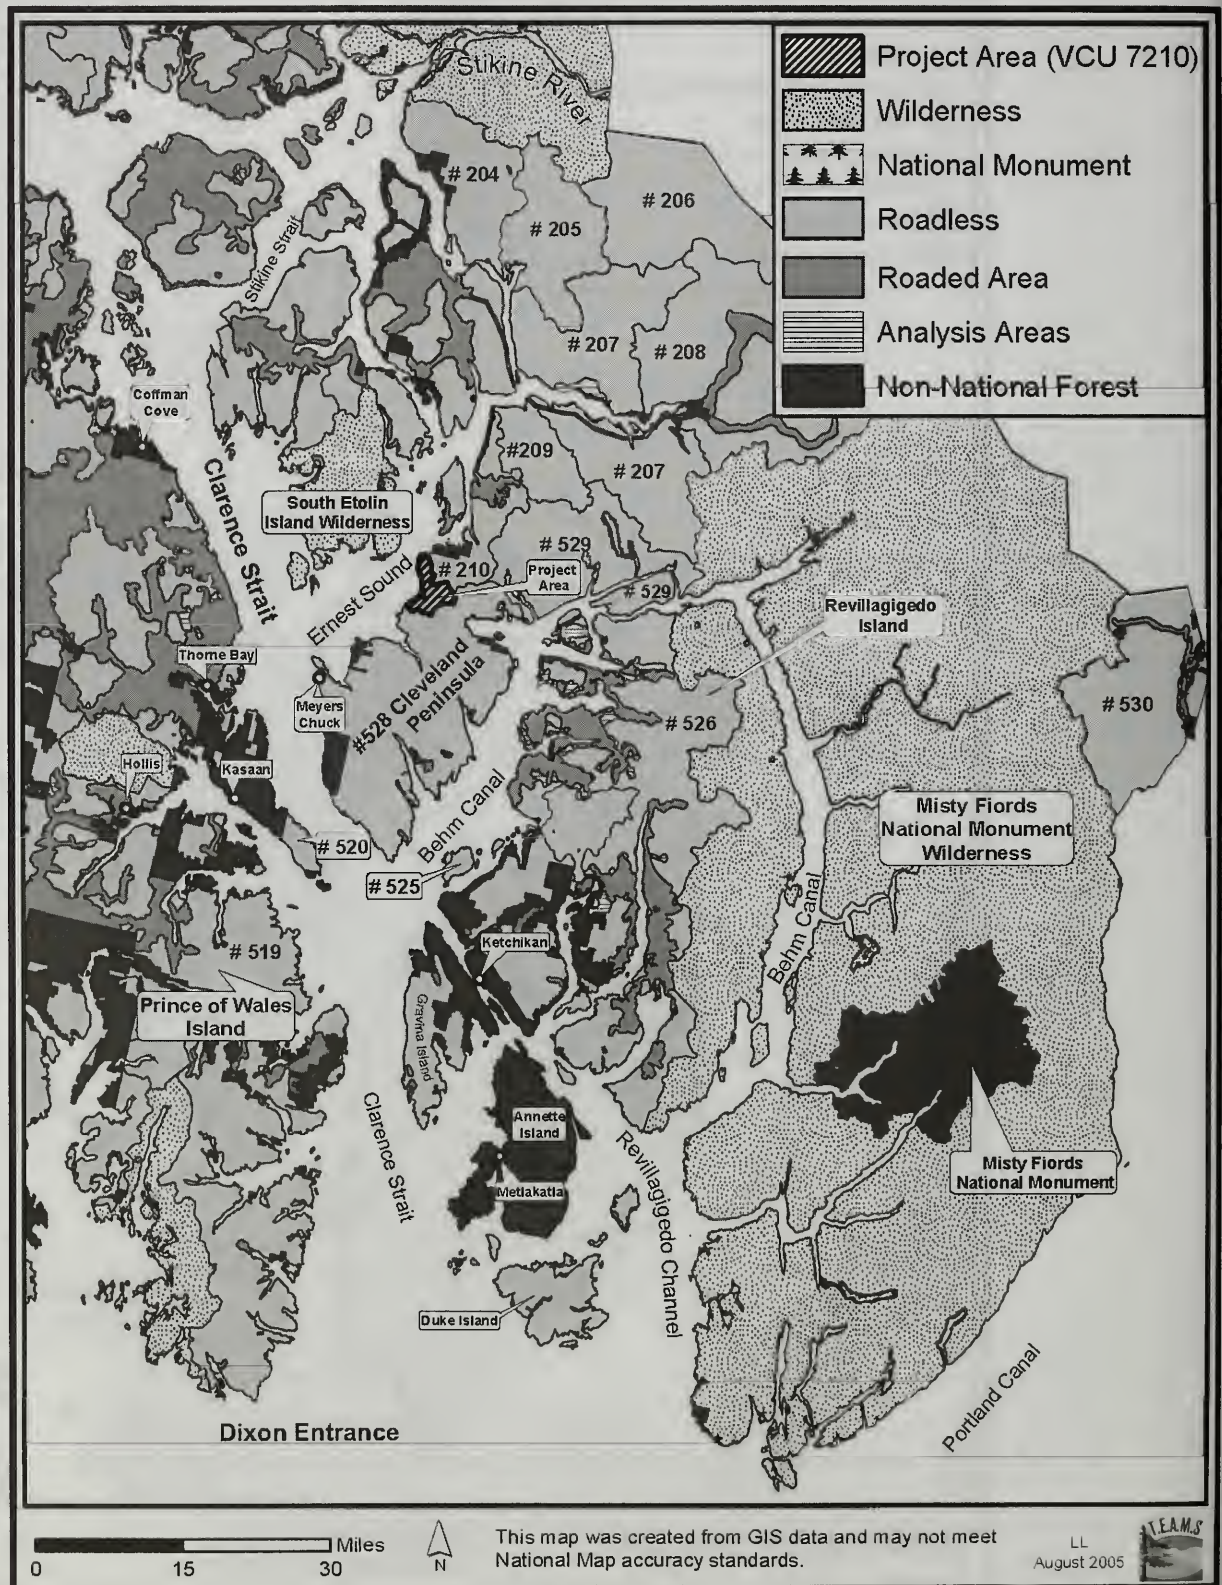 Project Area (VCU 7210)
Wilderness
National Monument
Roadless
Roaded Area
Analysis Areas
Non-National Forest
Stikine River
# 204
# 205
# 206
Stikine Strait
# 207
# 208
Coffman
Cove
#209
# 207
Clarence Strait
South Etolin
Island Wilderness
# 529
# 210
Project
Area
# 529
Ernest Sound
Revillagigedo
Island
Thorne Bay
Meyers
Chuck
#528 Cleveland
Peninsula
# 526
# 530
Hollis
Kasaan
Behm Canal
Misty Fiords
National Monument
Wilderness
# 520
# 525
Behm Canal
# 519
Ketchikan
Prince of Wales
Island
Gravina Island
Clarence Strait
Annette
Island
Metlakatla
Revillagigedo Channel
Misty Fiords
National Monument
Duke Island
Portland Canal
Dixon Entrance
Miles
0 15 30
N
This map was created from GIS data and may not meet
National Map accuracy standards.
LL
August 2005
T.E.A.M.S